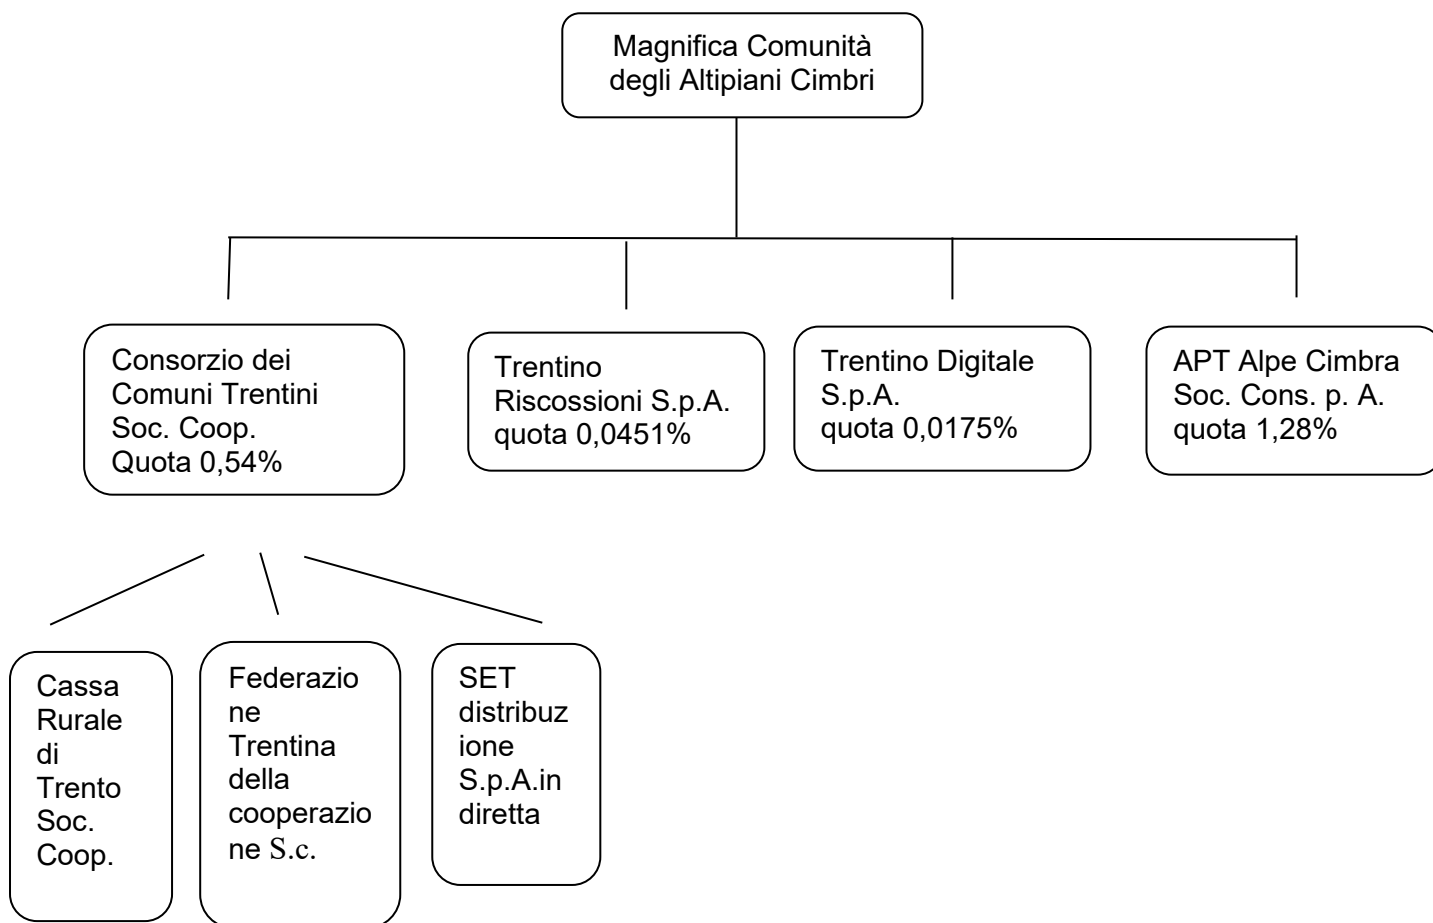 Magnifica Comunità
degli Altipiani Cimbri
Consorzio dei
Comuni Trentini
Soc. Coop.
Quota 0,54%
Trentino
Riscossioni S.p.A.
quota 0,0451%
Trentino Digitale
S.p.A.
quota 0,0175%
APT Alpe Cimbra
Soc. Cons. p. A.
quota 1,28%
Cassa
Rurale
di
Trento
Soc.
Coop.
Federazio
ne
Trentina
della
cooperazio
ne S.c.
SET
distribuz
ione
S.p.A.in
diretta